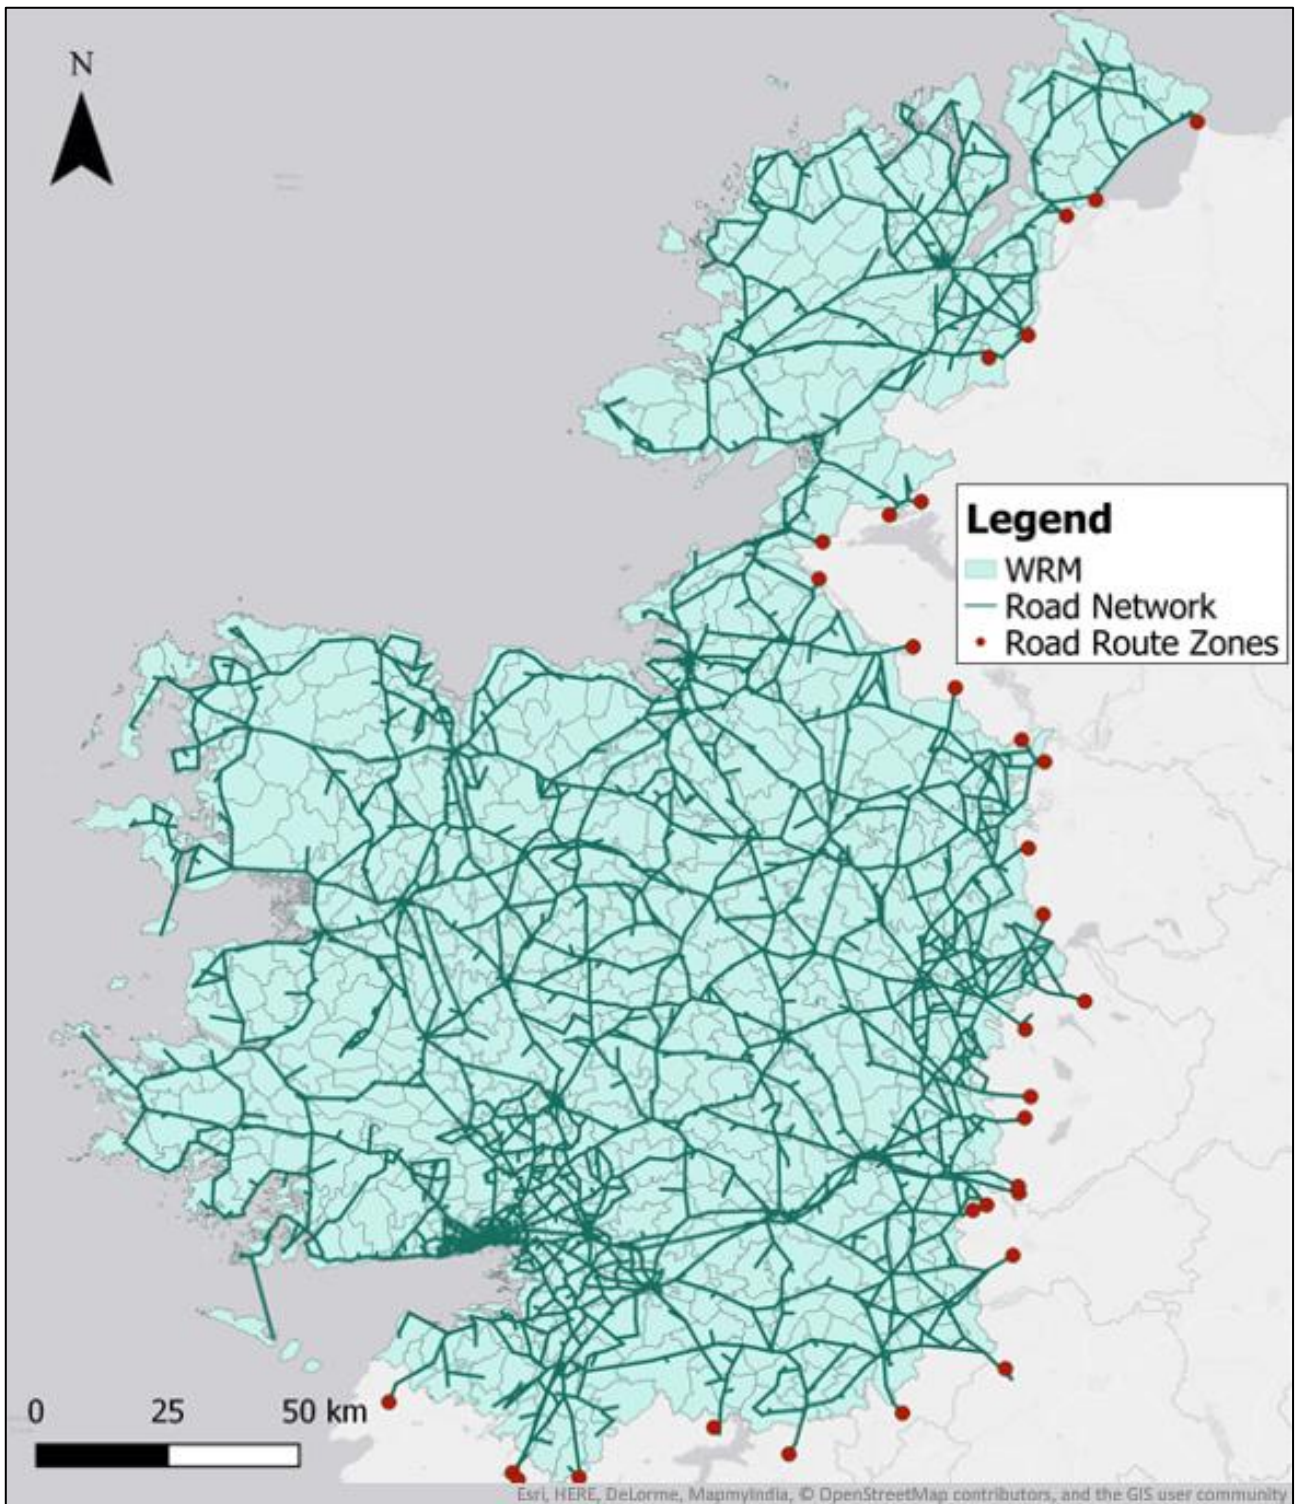 N
Legend
WRM
Road Network
Road Route Zones
0 25 50 km
Esri, HERE, DeLorme, MapmyIndia, © OpenStreetMap contributors, and the GIS user community